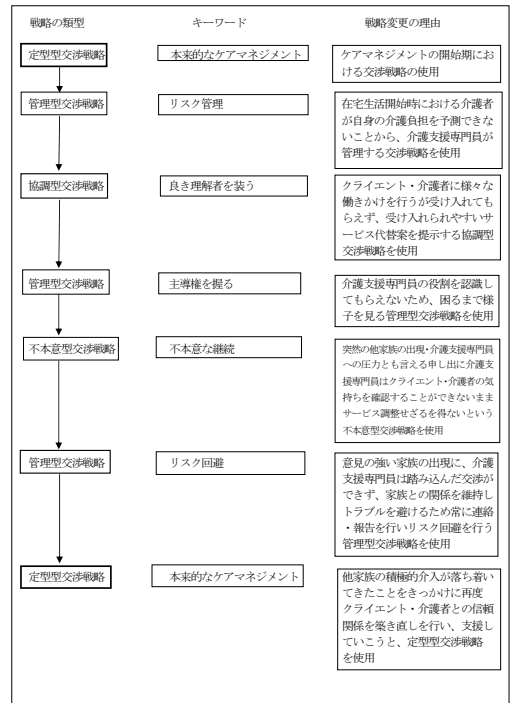 戦略の類型
キーワード
戦略変更の理由
定型型交渉戦略
本来的なケアマネジメント
ケアマネジメントの開始期にお
ける交渉戦略の使用
管理型交渉戦略
リスク管理
在宅生活開始時における介護者
が自身の介護負担を予測できな
いことから、介護支援専門員が
管理する交渉戦略を使用
協調型交渉戦略
良き理解者を装う
クライエント・介護者に様々な
働きかけを行うが受け入れても
らえず、受け入れられやすいサ
ービス代替案を提示する協調型
交渉戦略を使用
管理型交渉戦略
主導権を握る
介護支援専門員の役割を認識し
てもらえないため、困るまで様
子を見る管理型交渉戦略を使用
不本意型交渉戦略
不本意な継続
突然の他家族の出現・介護支援専門員
への圧力とも言える申し出に介護支
援専門員はクライエント・介護者の気
持ちを確認することができないまま
サービス調整せざるを得ないという
不本意型交渉戦略を使用
管理型交渉戦略
リスク回避
意見の強い家族の出現に、介護
支援専門員は踏み込んだ交渉が
できず、家族との関係を維持し
トラブルを避けるため常に連絡
・報告を行いリスク回避を行う
管理型交渉戦略を使用
定型型交渉戦略
本来的なケアマネジメント
他家族の積極的介入が落ち着い
てきたことをきっかけに再度
クライエント・介護者との信頼
関係を築き直しを行い、支援し
ていこうと、定型型交渉戦略
を使用